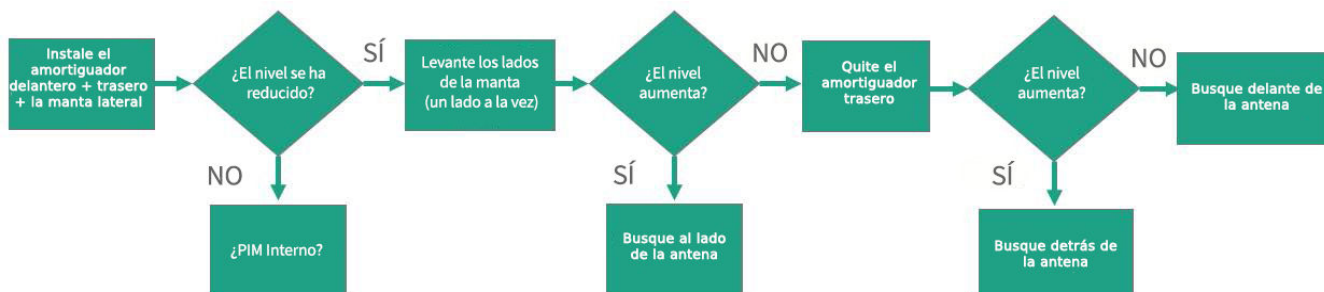 Instale el
amortiguador
delantero + trasero
+ la manta lateral
¿El nivel se ha
reducido?
SÍ
NO
¿PIM Interno?
Levante los lados
de la manta
(un lado a la vez)
¿El nivel
aumenta?
NO
SÍ
Busque al lado
de la antena
Quite el
amortiguador
trasero
¿El nivel
aumenta?
NO
SÍ
Busque detrás de
la antena
Busque delante de
la antena